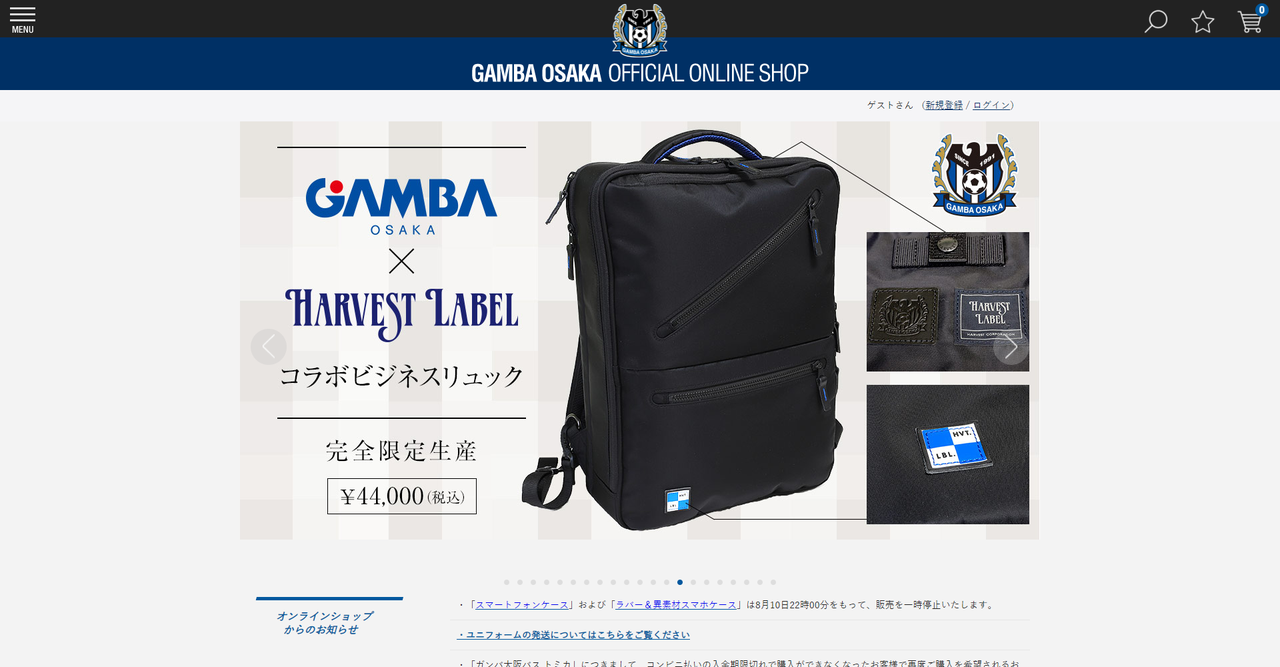 MENU
GAMBA OSAKA
0
GAMBA OSAKA OFFICIAL ONLINE SHOP
ゲストさん （新規登録 / ログイン）
GAMBA
OSAKA
×
HARVEST LABEL
コラボビジネスリュック
完全限定生産
¥44,000(税込)
SINCE 1991
GAMBA OSAKA
HARVEST
LABEL
HARVEST CORPORATION
HVT.
LBL.
HVT.
LBL.
オンラインショップ
からのお知らせ
・「スマートフォンケース」および「ラバー＆異素材スマホケース」は8月10日22時00分をもって、販売を一時停止いたします。
・ユニフォームの発送についてはこちらをご覧ください
・「ガンバ大阪バス トミカ」につきまして、コンビニ払いの入金期限切れで購入ができなくなったお客様で再度ご購入を希望されるお